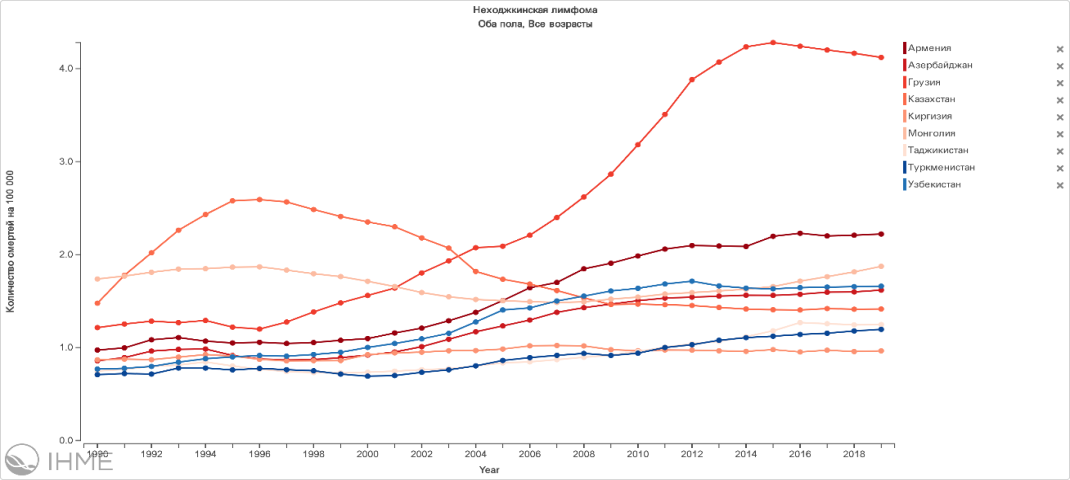 Неходжкинская лимфома
Оба пола, Все возрасты
4.0
3.0
2.0
1.0
0.0
Количество смертей на 100 000
1990
1992
1994
1996
1998
2000
2002
2004
2006
2008
2010
2012
2014
2016
2018
Year
Армения
Азербайджан
Грузия
Казахстан
Киргизия
Монголия
Таджикистан
Туркменистан
Узбекистан
IHME